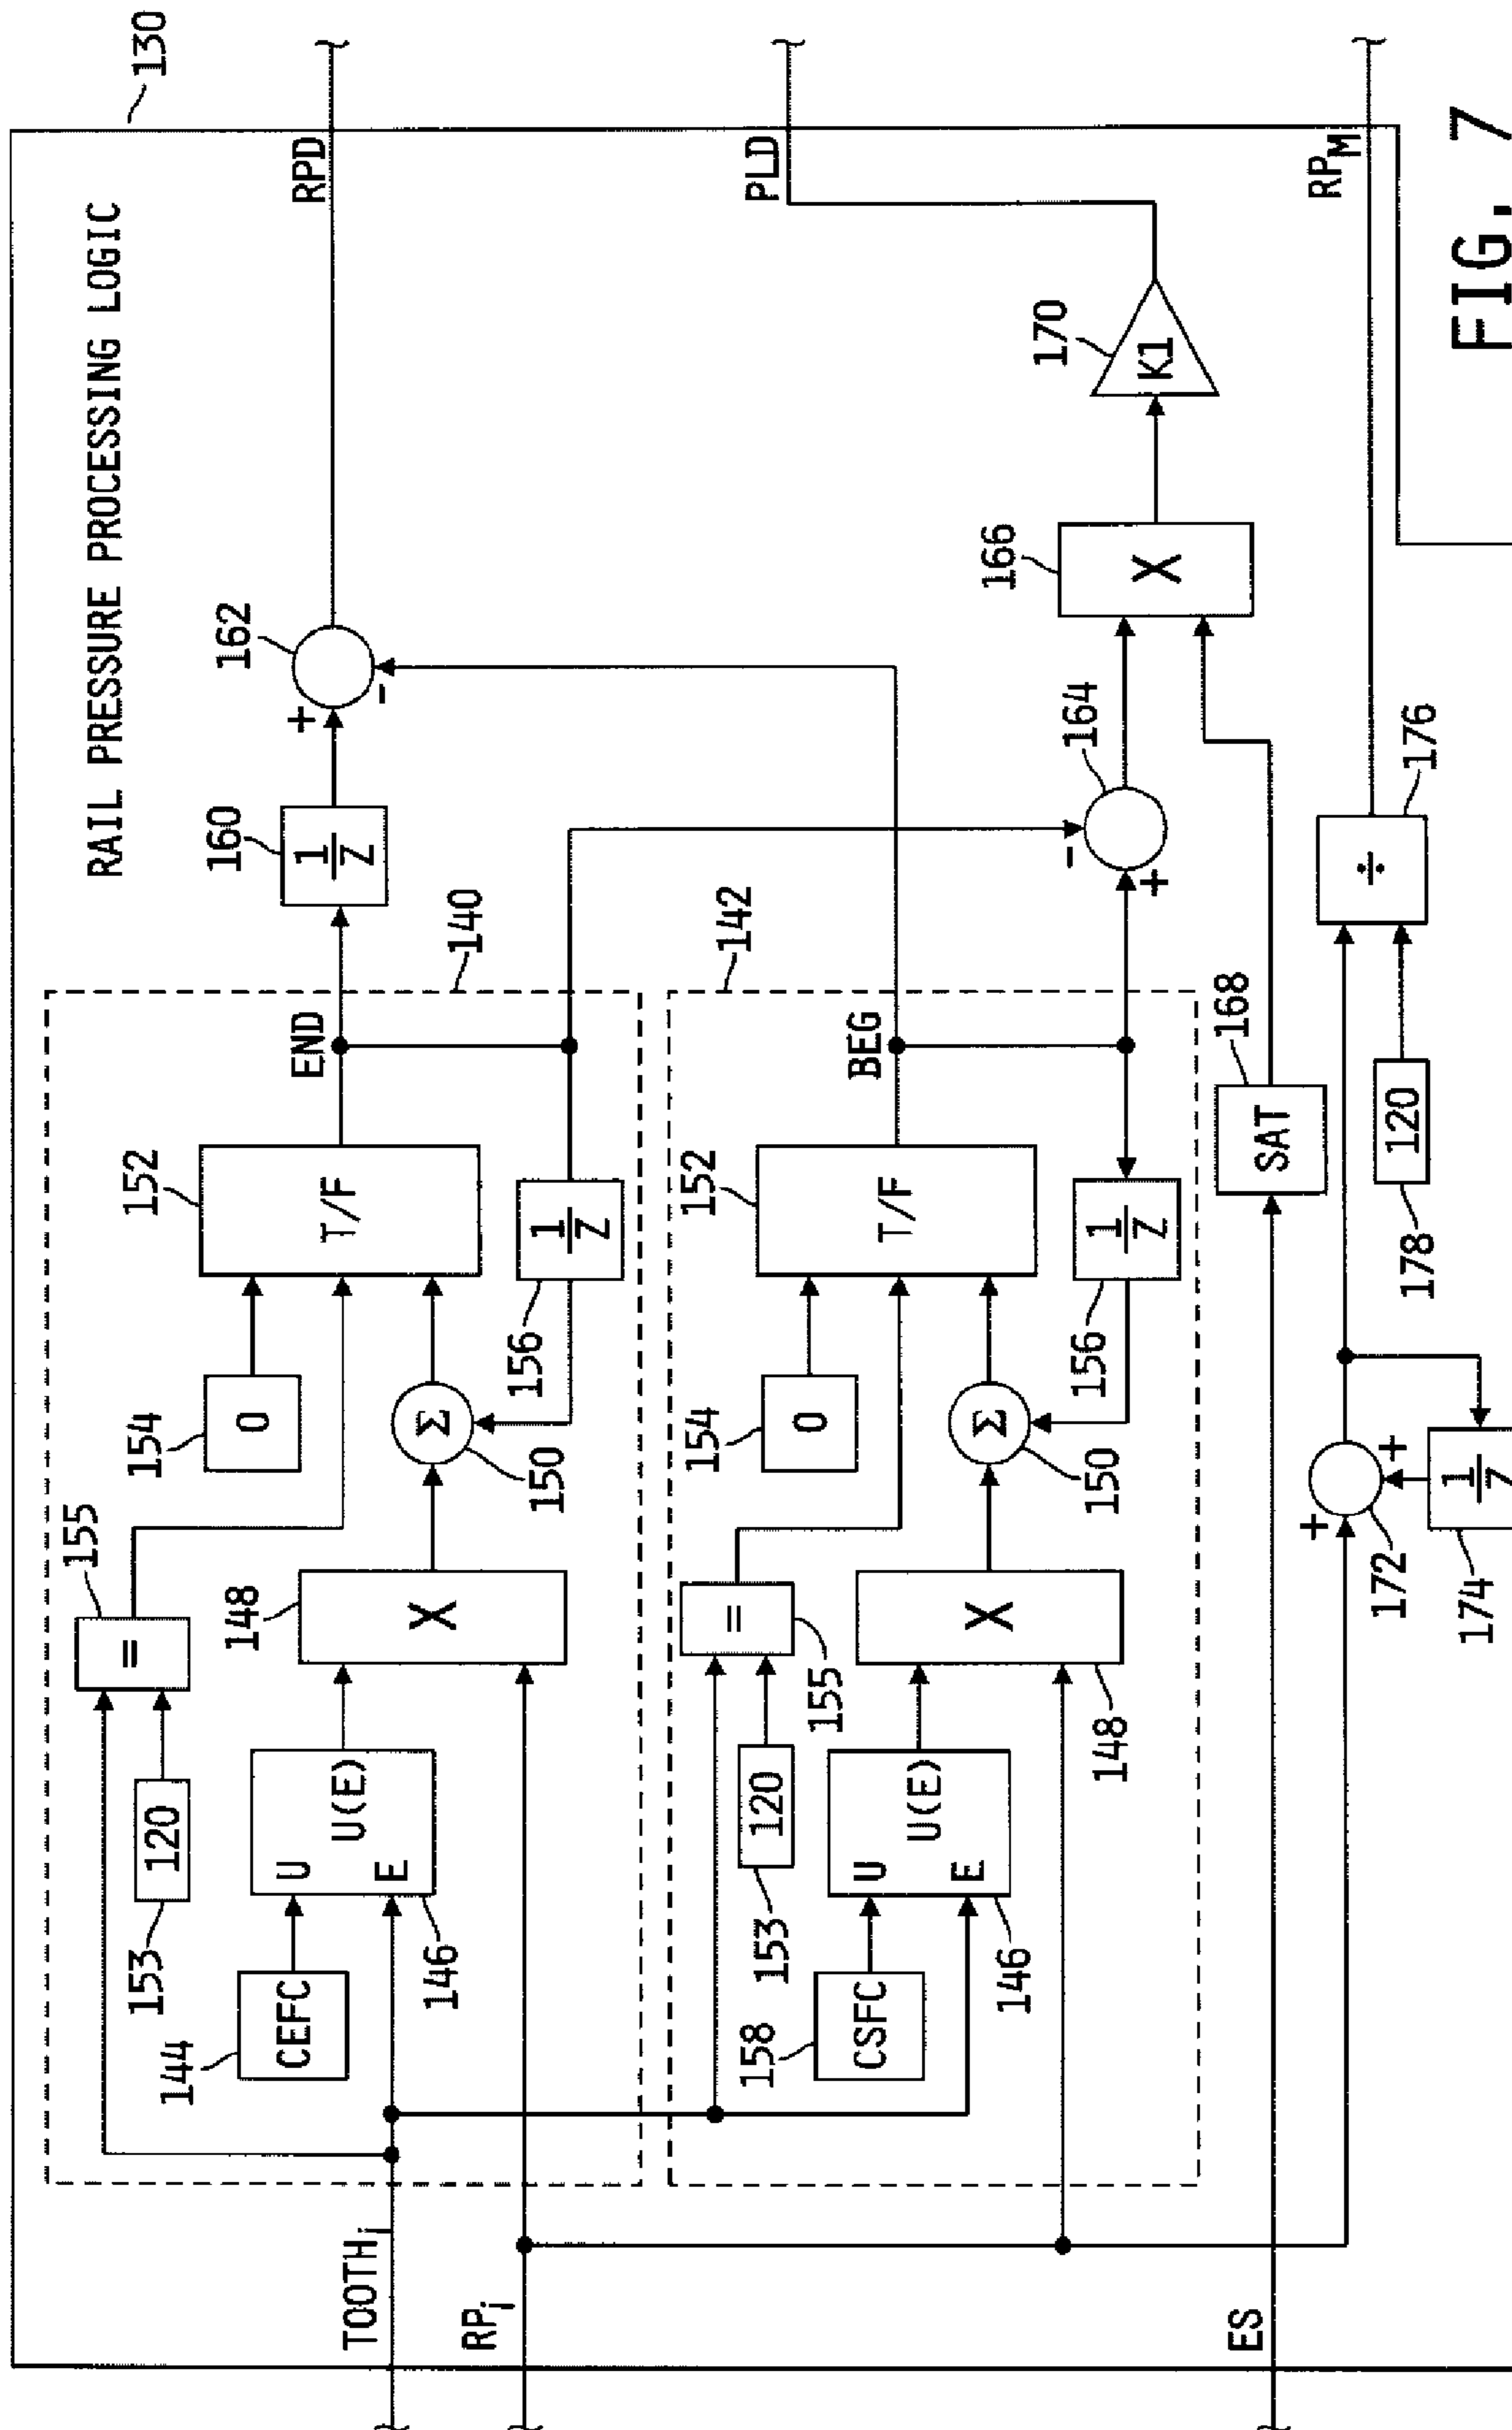 130
RAIL PRESSURE PROCESSING LOGIC
RPD
PLD
RP_M
TOOTH_i
RP_i
ES
140
155
=
153
120
144
CEFC
146
U
E
U(E)
148
X
150
Σ
154
0
152
T/F
156
1/Z
END
160
1/Z
162
+
-
142
155
=
153
120
158
CSFC
146
U
E
U(E)
148
X
150
Σ
154
0
152
T/F
156
1/Z
BEG
164
-
+
166
X
170
K1
168
SAT
172
+
+
174
1/Z
178
120
176
÷
FIG. 7